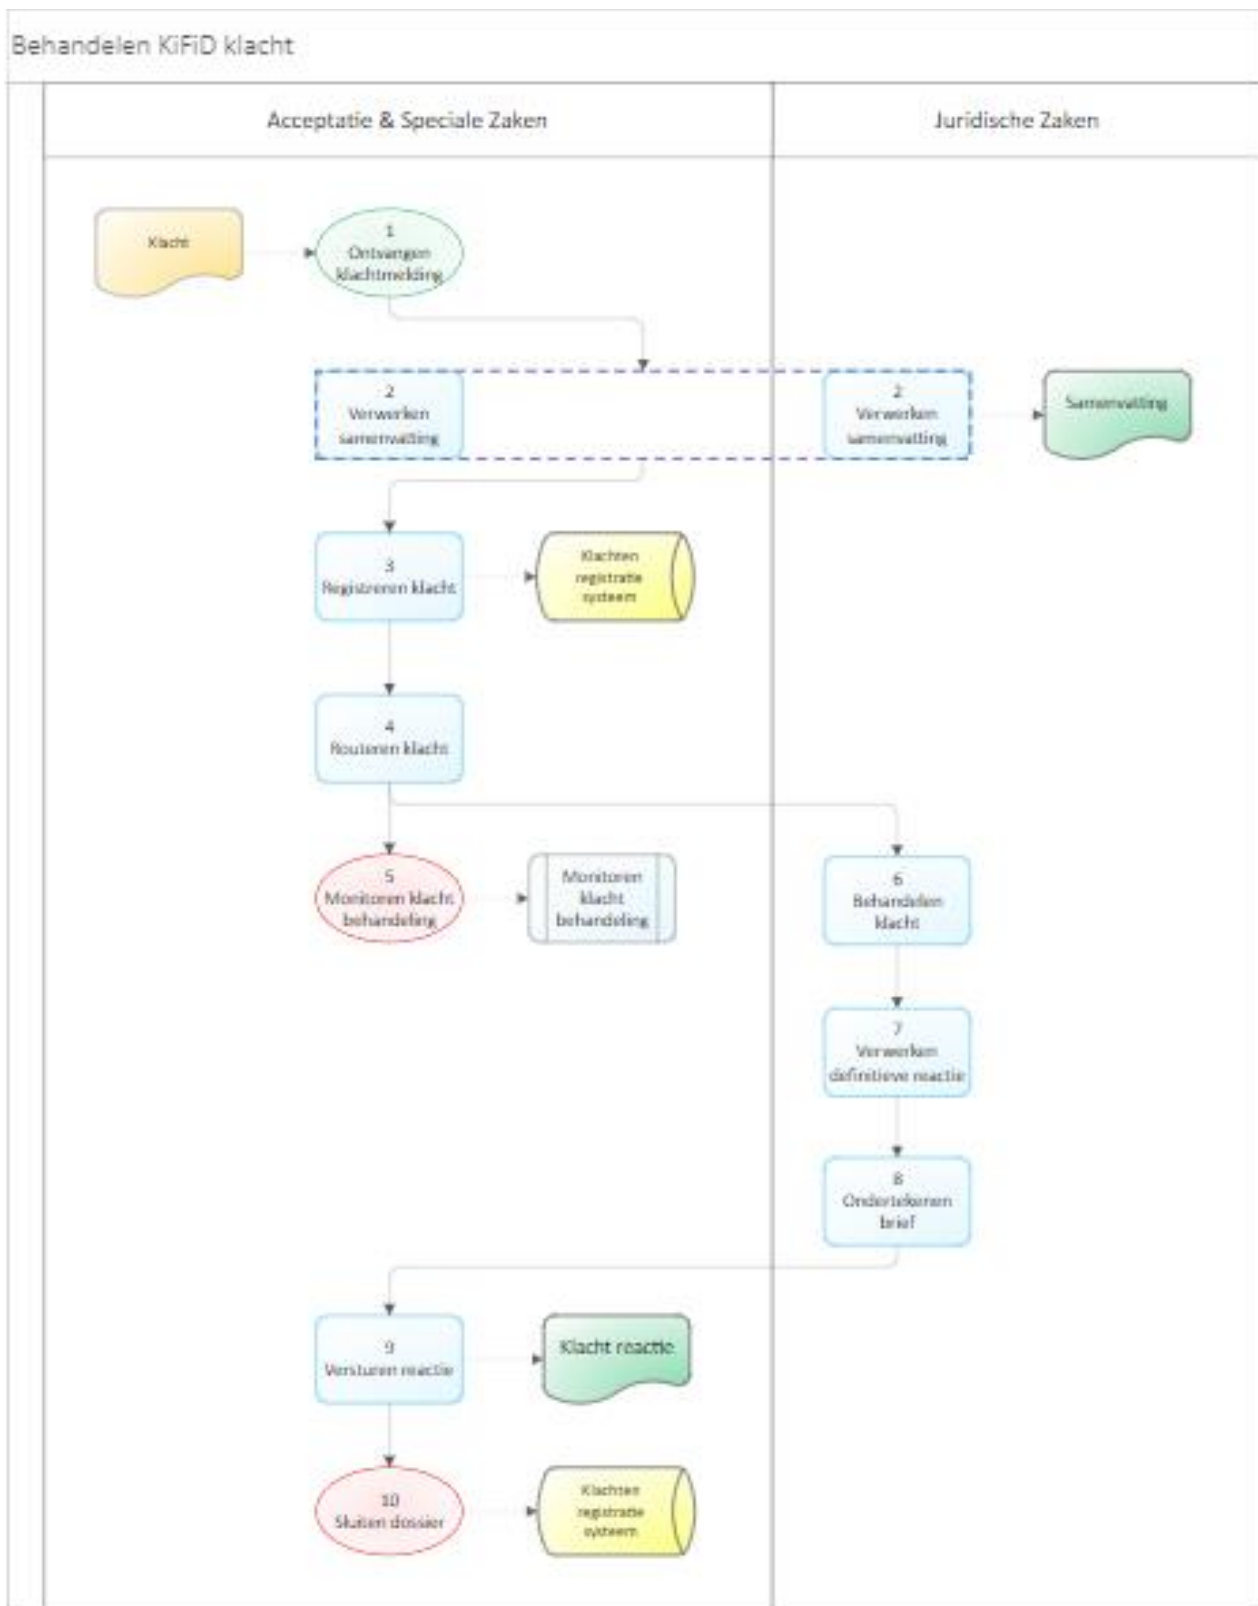 Behandelen KiFiD klacht
Acceptatie & Speciale Zaken
Juridische Zaken
Klacht
1
Ontvangen
klachtmelding
2
Verwerken
samenvatting
2
Verwerken
samenvatting
Samenvatting
3
Registreren klacht
Klachten
registratie
systeem
4
Routeren klacht
5
Monitoren klacht
behandeling
Monitoren
klacht
behandeling
6
Behandelen
klacht
7
Verwerken
definitieve reactie
8
Ondertekenen
brief
9
Versturen reactie
Klacht reactie
10
Sluiten dossier
Klachten
registratie
systeem